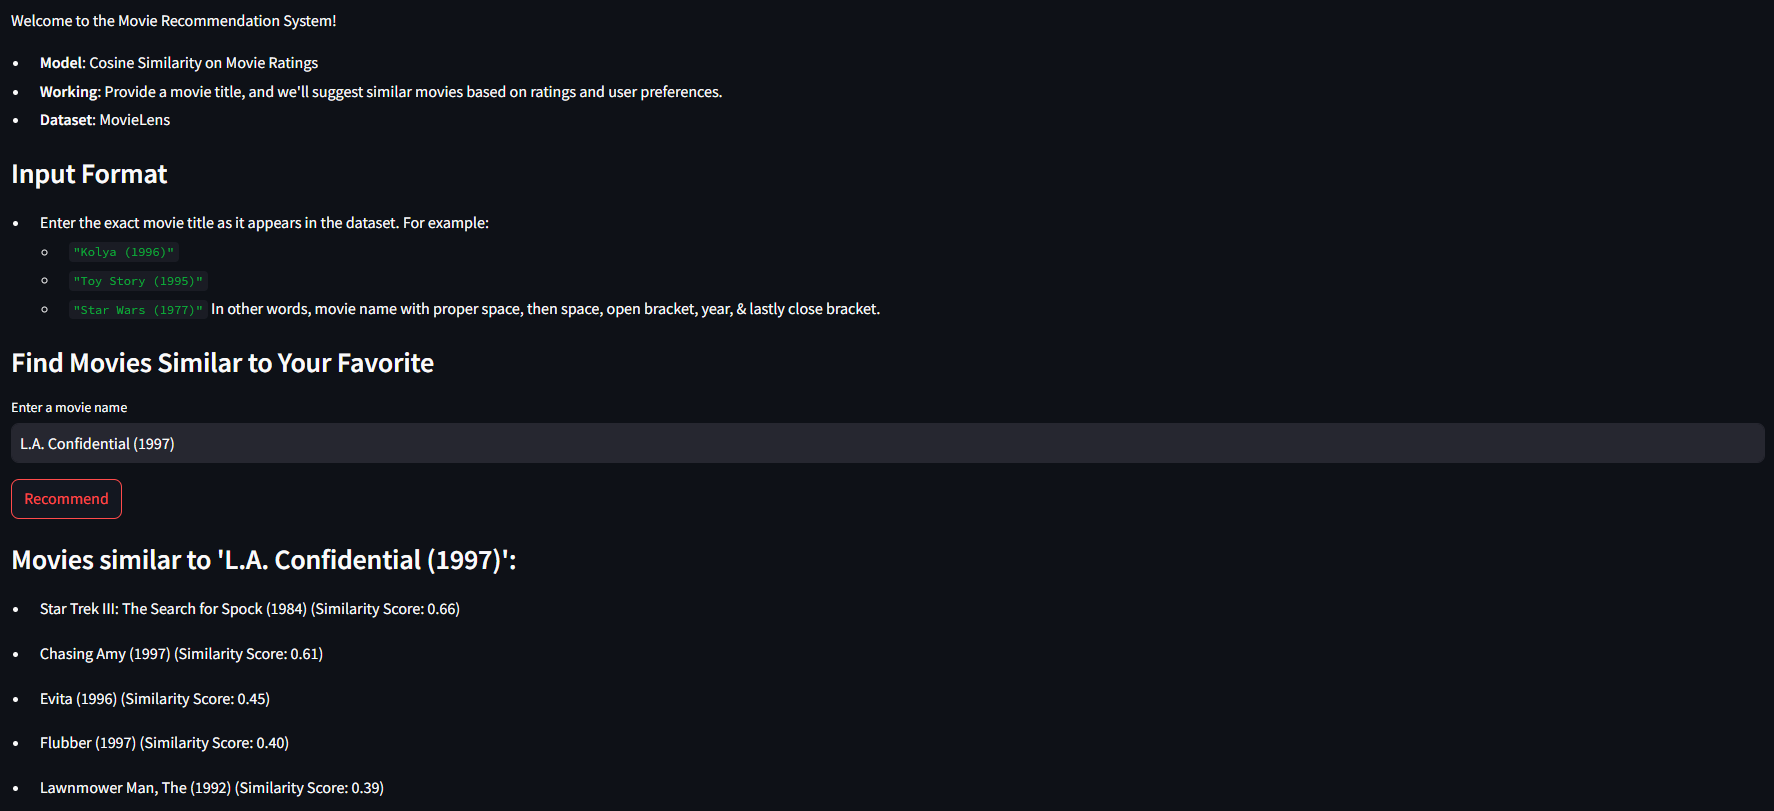 Welcome to the Movie Recommendation System!
• Model: Cosine Similarity on Movie Ratings
• Working: Provide a movie title, and we'll suggest similar movies based on ratings and user preferences.
• Dataset: MovieLens
Input Format
• Enter the exact movie title as it appears in the dataset. For example:
◦ "Kolya (1996)"
◦ "Toy Story (1995)"
◦ "Star Wars (1977)" In other words, movie name with proper space, then space, open bracket, year, & lastly close bracket.
Find Movies Similar to Your Favorite
Enter a movie name
L.A. Confidential (1997)
Recommend
Movies similar to 'L.A. Confidential (1997)':
• Star Trek III: The Search for Spock (1984) (Similarity Score: 0.66)
• Chasing Amy (1997) (Similarity Score: 0.61)
• Evita (1996) (Similarity Score: 0.45)
• Flubber (1997) (Similarity Score: 0.40)
• Lawnmower Man, The (1992) (Similarity Score: 0.39)